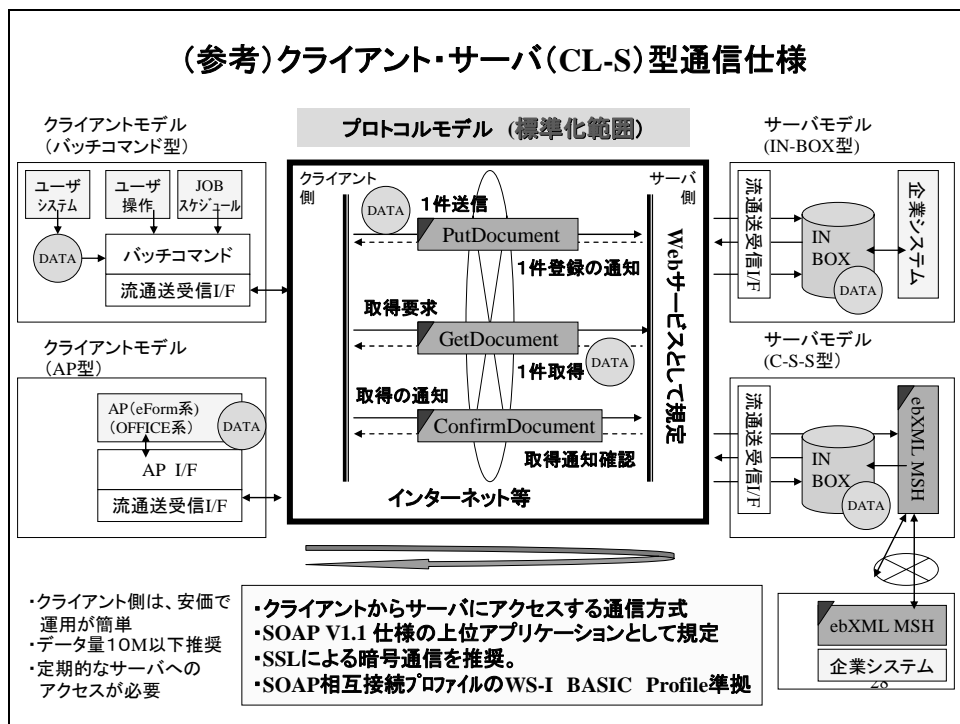 (参考)クライアント・サーバ(CL-S)型通信仕様
クライアントモデル
(バッチコマンド型)
ユーザ
システム
ユーザ
操作
JOB
スケジュール
DATA
バッチコマンド
流通送受信I/F
クライアントモデル
(AP型)
AP(eForm系)
(OFFICE系)
DATA
AP I/F
流通送受信I/F
プロトコルモデル (標準化範囲)
クライアント
側
サーバ
側
DATA
1件送信
PutDocument
1件登録の通知
取得要求
GetDocument
DATA
1件取得
取得の通知
ConfirmDocument
取得通知確認
インターネット等
Webサービスとして規定
サーバモデル
(IN-BOX型)
流通送受信I/F
IN
BOX
DATA
企業システム
サーバモデル
(C-S-S型)
流通送受信I/F
IN
BOX
DATA
ebXML MSH
ebXML MSH
企業システム
28
・クライアント側は、安価で
運用が簡単
・データ量10M以下推奨
・定期的なサーバへの
アクセスが必要
・クライアントからサーバにアクセスする通信方式
・SOAP V1.1 仕様の上位アプリケーションとして規定
・SSLによる暗号通信を推奨。
・SOAP相互接続プロファイルのWS-I BASIC Profile準拠